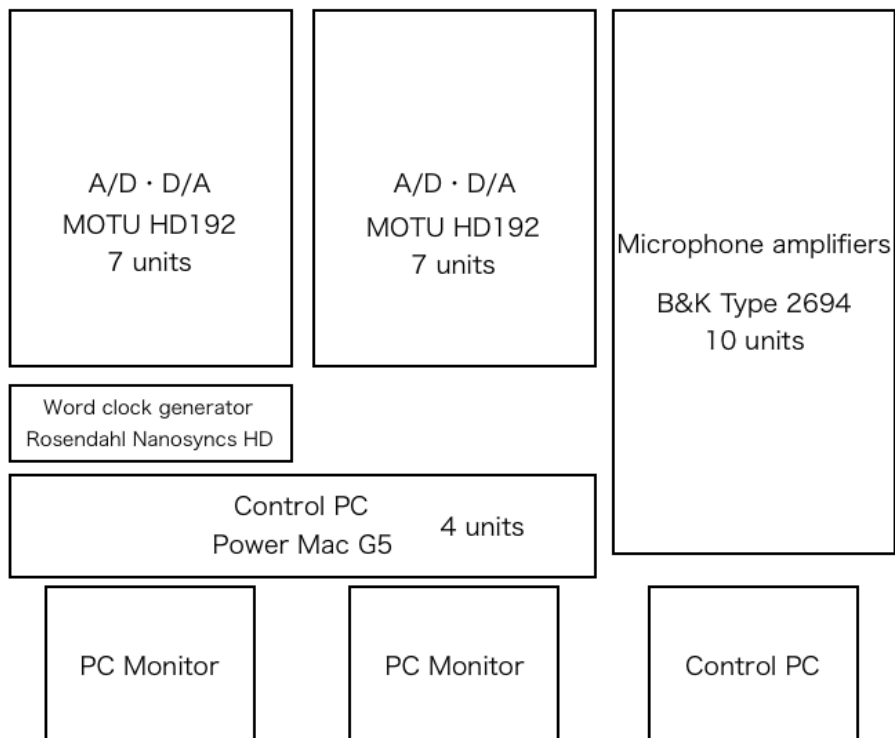 A/D・D/A
MOTU HD192
7 units
A/D・D/A
MOTU HD192
7 units
Microphone amplifiers
B&K Type 2694
10 units
Word clock generator
Rosendahl Nanosyncs HD
Control PC
Power Mac G5
4 units
PC Monitor
PC Monitor
Control PC